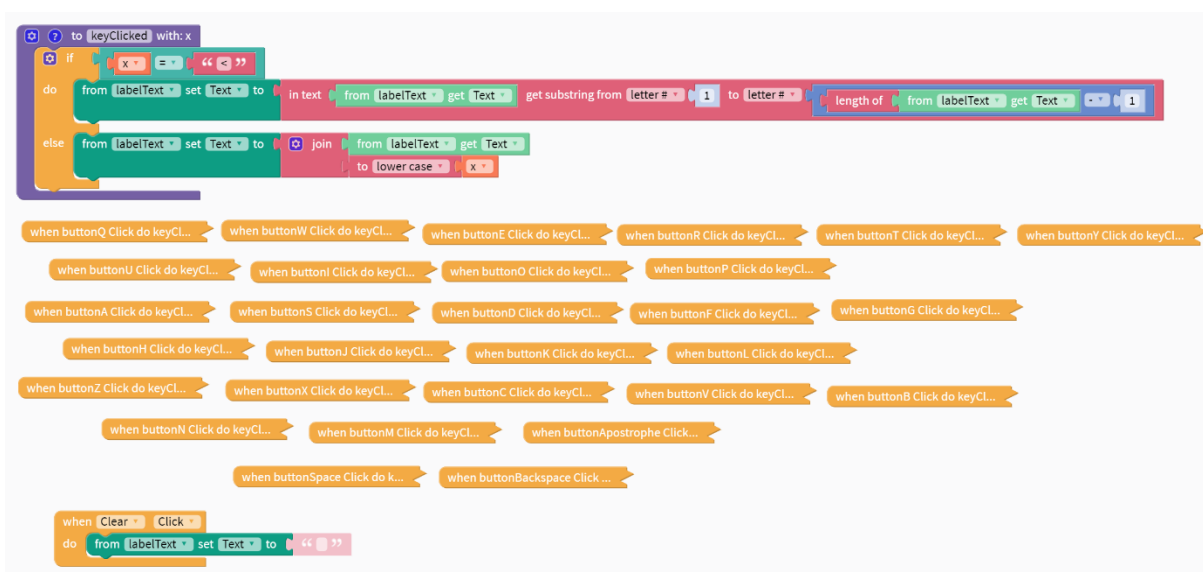 to keyClicked with: x
if x = “ < ”
do from labelText set Text to in text from labelText get Text get substring from letter # 1 to letter # length of from labelText get Text - 1
else from labelText set Text to join from labelText get Text
to lower case x
when buttonQ Click do keyCl... when buttonW Click do keyCl... when buttonE Click do keyCl... when buttonR Click do keyCl... when buttonT Click do keyCl... when buttonY Click do keyCl...
when buttonU Click do keyCl... when buttonI Click do keyCl... when buttonO Click do keyCl... when buttonP Click do keyCl...
when buttonA Click do keyCl... when buttonS Click do keyCl... when buttonD Click do keyCl... when buttonF Click do keyCl... when buttonG Click do keyCl...
when buttonH Click do keyCl... when buttonJ Click do keyCl... when buttonK Click do keyCl... when buttonL Click do keyCl...
when buttonZ Click do keyCl... when buttonX Click do keyCl... when buttonC Click do keyCl... when buttonV Click do keyCl... when buttonB Click do keyCl...
when buttonN Click do keyCl... when buttonM Click do keyCl... when buttonApostrophe Click...
when buttonSpace Click do k... when buttonBackspace Click ...
when Clear Click
do from labelText set Text to “ ”